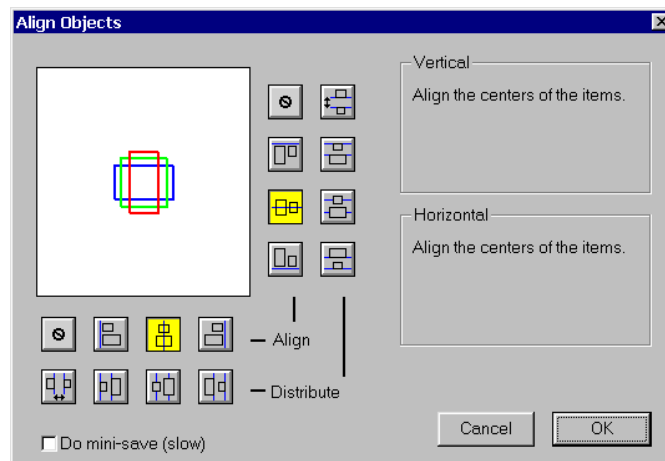 Align Objects
Vertical
Align the centers of the items.
Horizontal
Align the centers of the items.
Align
Distribute
Do mini-save (slow)
Cancel
OK